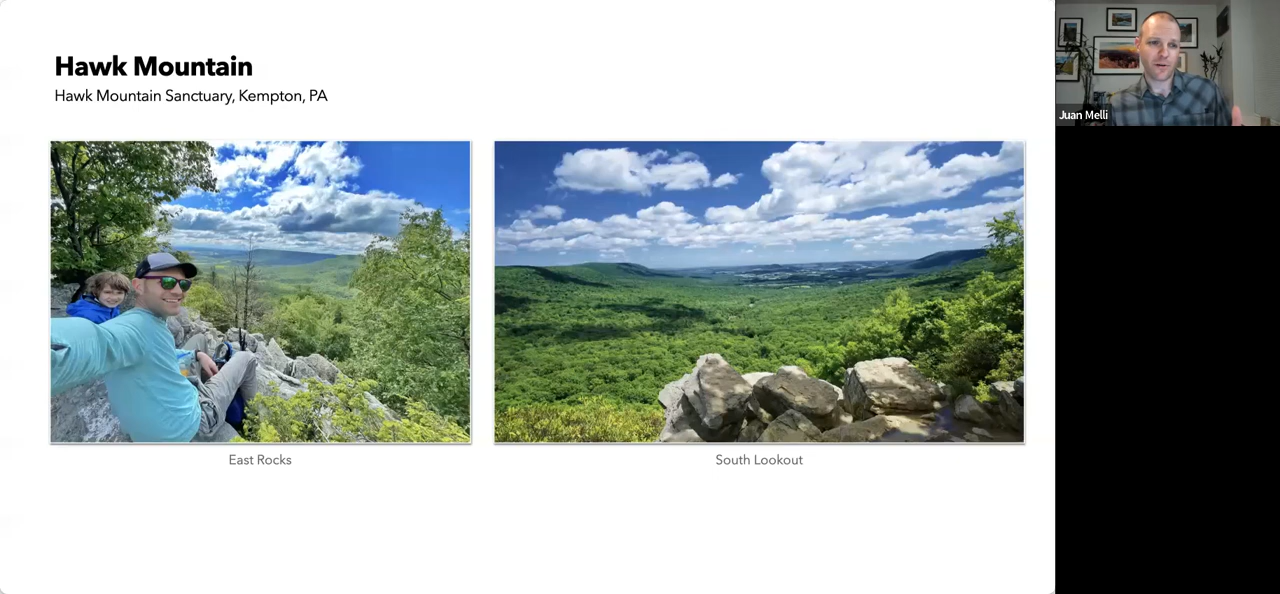 Hawk Mountain
Hawk Mountain Sanctuary, Kempton, PA
Juan Melli
East Rocks
South Lookout